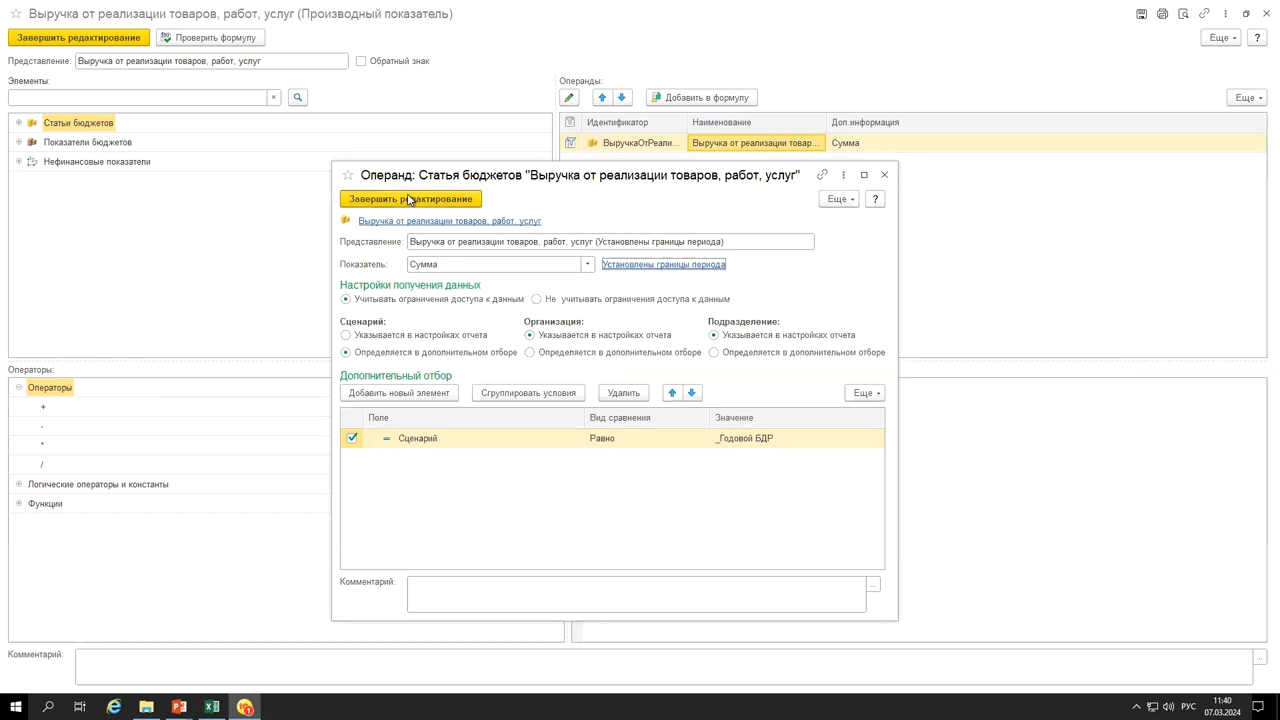 Выручка от реализации товаров, работ, услуг (Производный показатель)
Завершить редактирование
Проверить формулу
Еще
?
Представление:
Выручка от реализации товаров, работ, услуг
Обратный знак
Элементы:
Операнды:
Добавить в формулу
Еще
Статьи бюджетов
Показатели бюджетов
Нефинансовые показатели
Идентификатор
Наименование
Доп.информация
ВыручкаОтРеали...
Выручка от реализации товар...
Сумма
Операнд: Статья бюджетов "Выручка от реализации товаров, работ, услуг"
Завершить редактирование
Еще
?
Выручка от реализации товаров, работ, услуг
Представление:
Выручка от реализации товаров, работ, услуг (Установлены границы периода)
Показатель:
Сумма
Установлены границы периода
Настройки получения данных
Учитывать ограничения доступа к данным
Не учитывать ограничения доступа к данным
Сценарий:
Организация:
Подразделение:
Указывается в настройках отчета
Указывается в настройках отчета
Указывается в настройках отчета
Определяется в дополнительном отборе
Определяется в дополнительном отборе
Определяется в дополнительном отборе
Дополнительный отбор
Добавить новый элемент
Сгруппировать условия
Удалить
Еще
Поле
Вид сравнения
Значение
Сценарий
Равно
_Годовой БДР
Комментарий:
...
Операторы:
Операторы
+
-
*
/
Логические операторы и константы
Функции
Комментарий:
...
РУС
11:40
07.03.2024